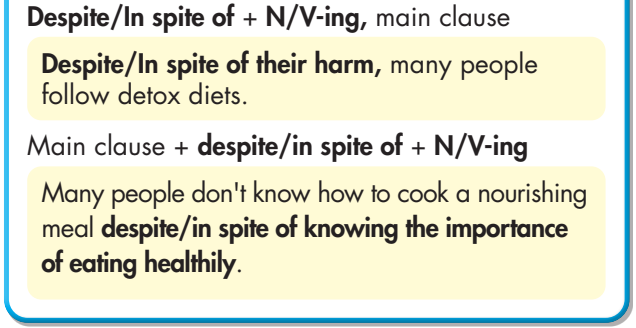 Despite/In spite of + N/V-ing, main clause
Despite/In spite of their harm, many people
follow detox diets.
Main clause + despite/in spite of + N/V-ing
Many people don't know how to cook a nourishing
meal despite/in spite of knowing the importance
of eating healthily.